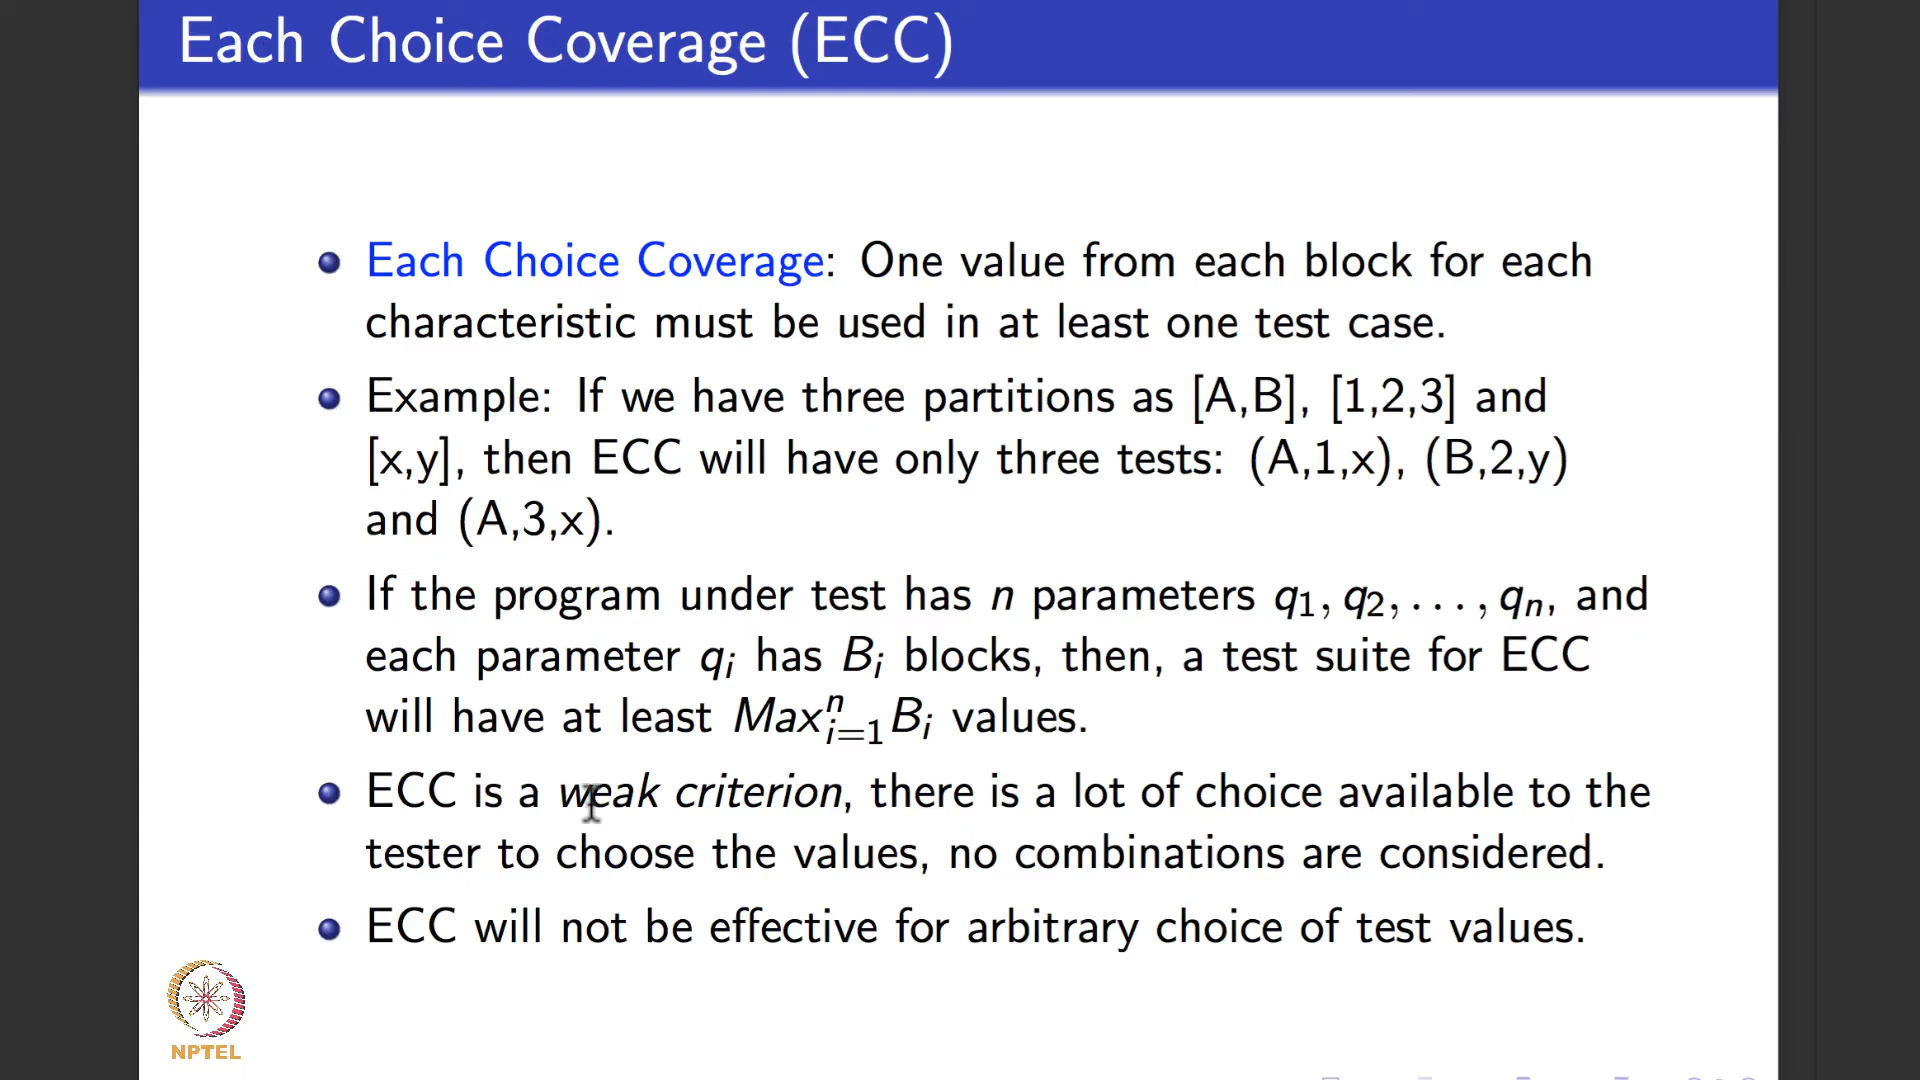 Each Choice Coverage (ECC)
Each Choice Coverage: One value from each block for each
characteristic must be used in at least one test case.
Example: If we have three partitions as [A,B], [1,2,3] and
[x,y], then ECC will have only three tests: (A,1,x), (B,2,y)
and (A,3,x).
If the program under test has n parameters q₁, q₂, . . . , qₙ, and
each parameter qᵢ has Bᵢ blocks, then, a test suite for ECC
will have at least Maxⁿᵢ₌₁Bᵢ values.
ECC is a weak criterion, there is a lot of choice available to the
tester to choose the values, no combinations are considered.
ECC will not be effective for arbitrary choice of test values.
NPTEL